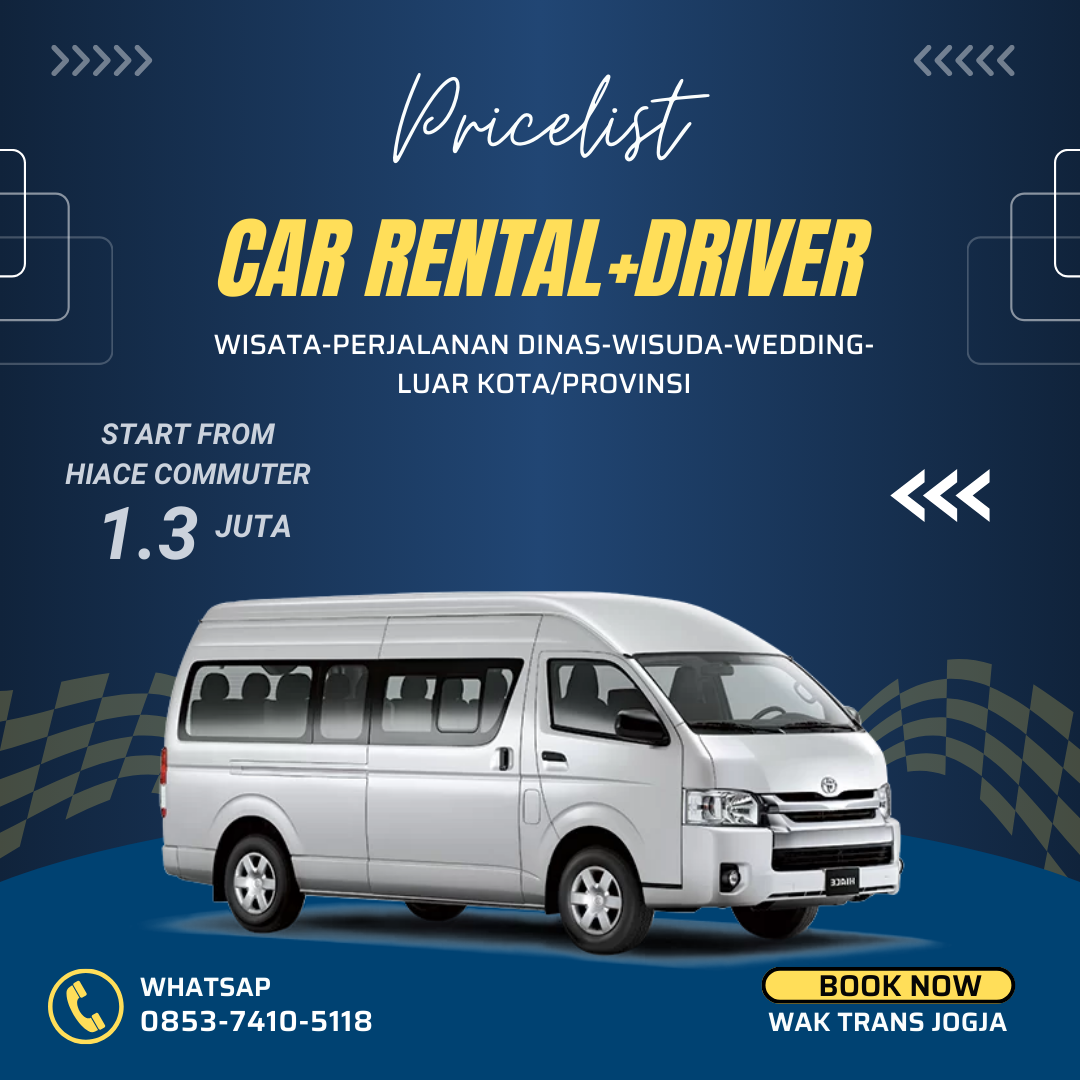 Pricelist
CAR RENTAL+DRIVER
WISATA-PERJALANAN DINAS-WISUDA-WEDDING-
LUAR KOTA/PROVINSI
START FROM
HIACE COMMUTER
1.3 JUTA
HIACE
WHATSAP
0853-7410-5118
BOOK NOW
WAK TRANS JOGJA